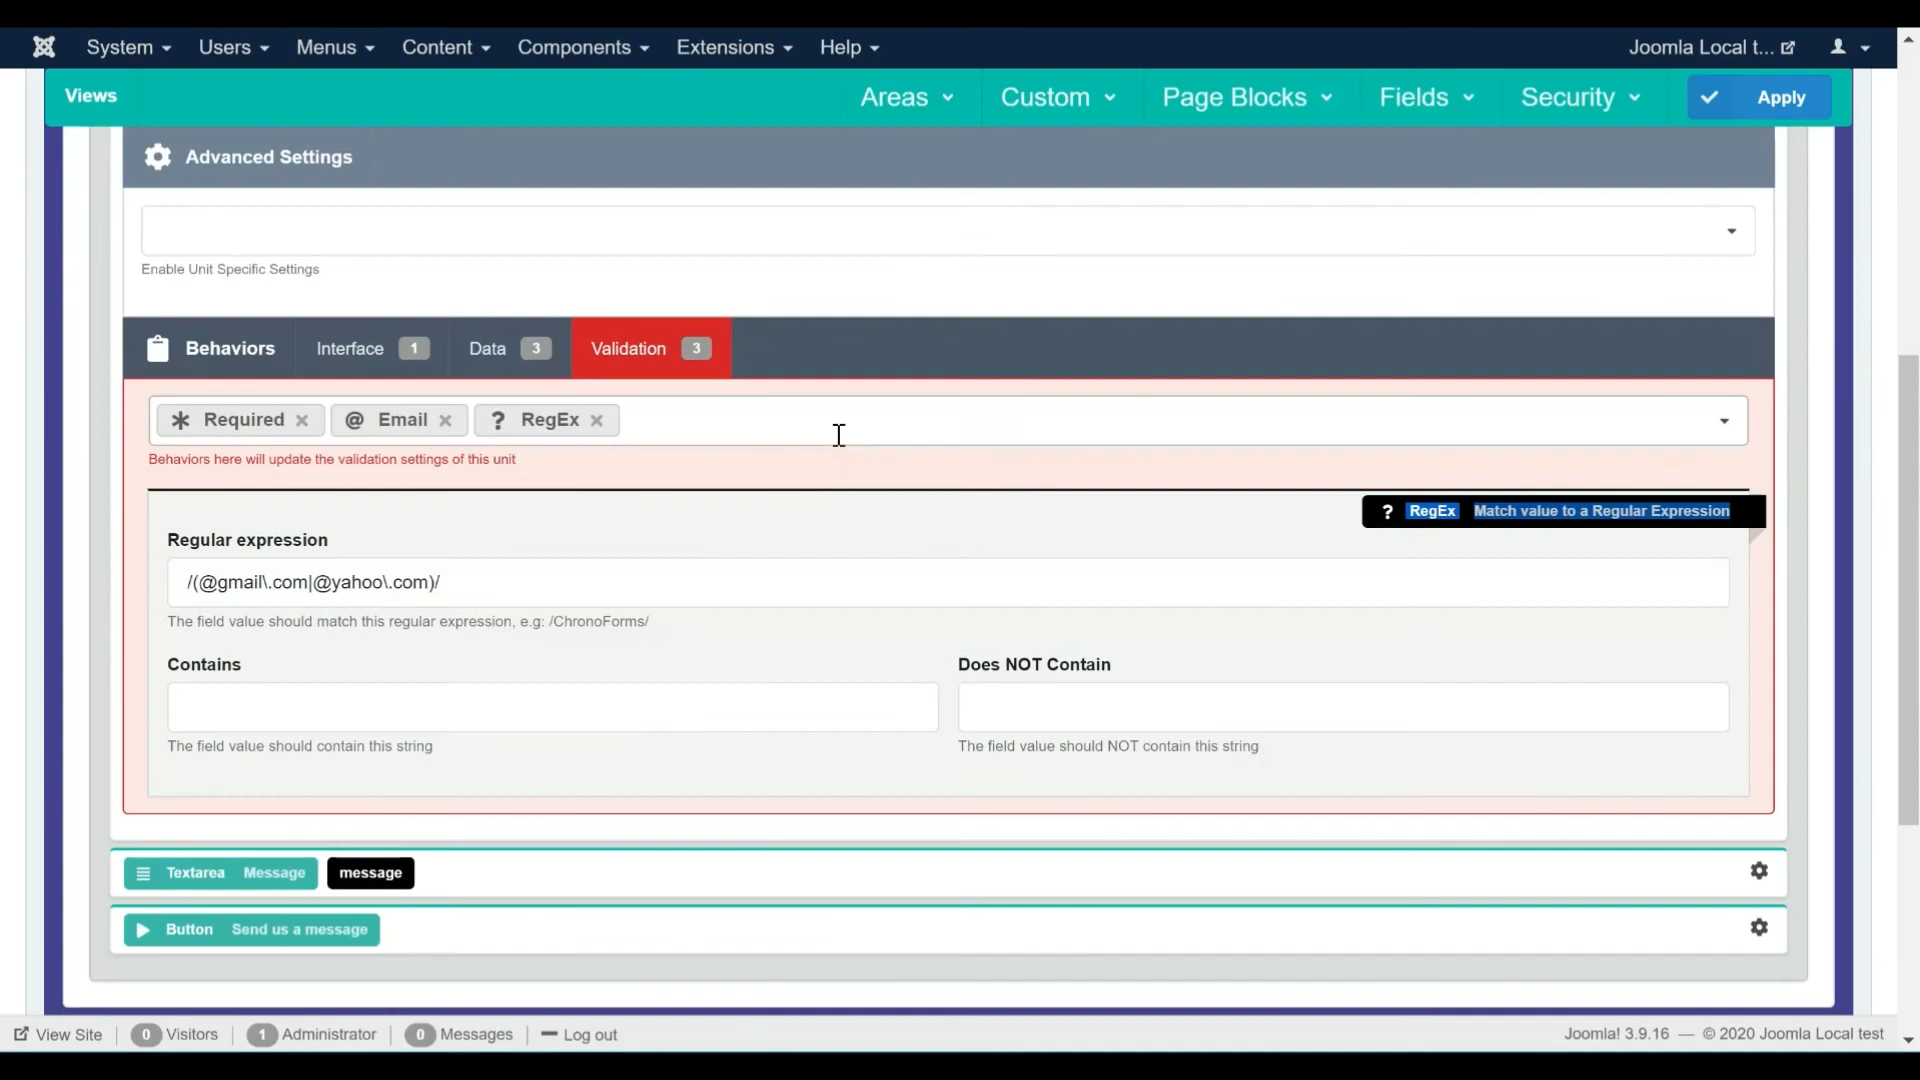 System Users Menus Content Components Extensions Help Joomla Local t...
Views Areas Custom Page Blocks Fields Security Apply
Advanced Settings
Enable Unit Specific Settings
Behaviors Interface 1 Data 3 Validation 3
Required Email RegEx
Behaviors here will update the validation settings of this unit
? RegEx Match value to a Regular Expression
Regular expression
/(@gmail\.com|@yahoo\.com)/
The field value should match this regular expression, e.g: /ChronoForms/
Contains Does NOT Contain
The field value should contain this string The field value should NOT contain this string
Textarea Message message
Button Send us a message
View Site 0 Visitors 1 Administrator 0 Messages Log out Joomla! 3.9.16 — © 2020 Joomla Local test